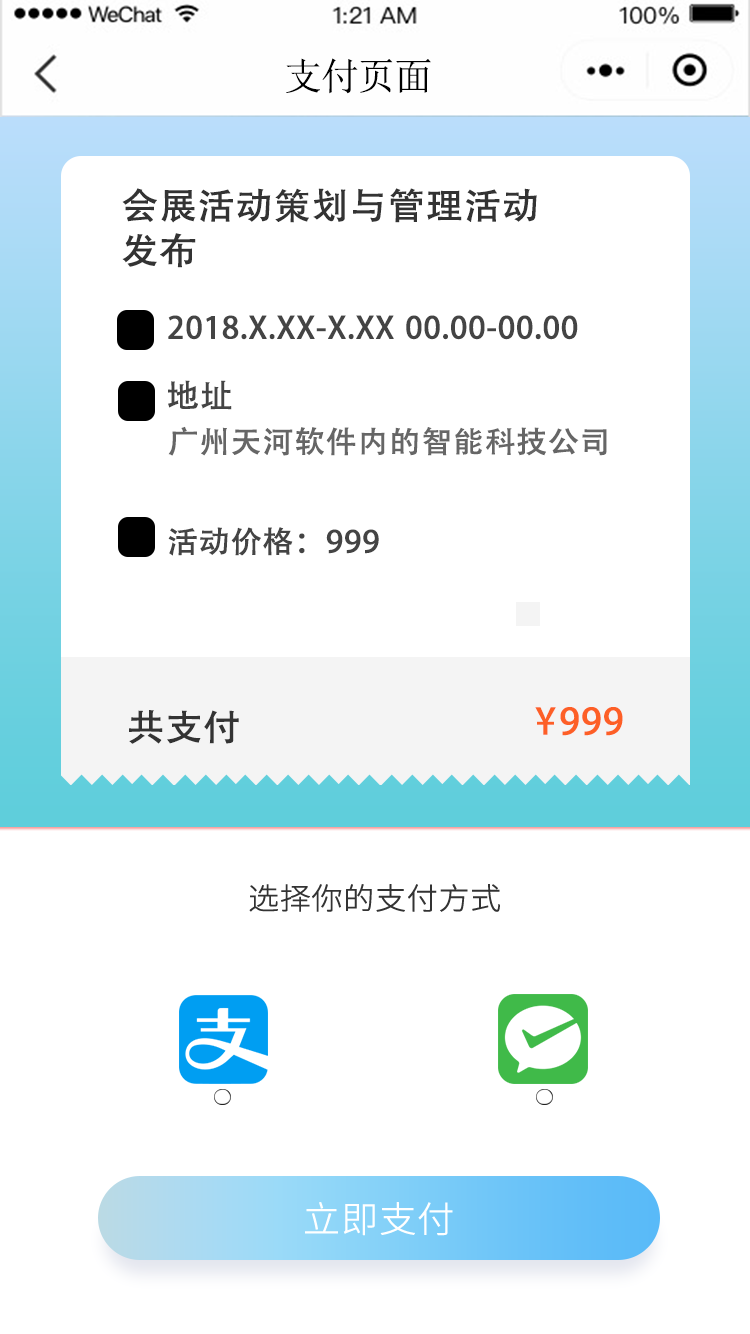 WeChat 1:21 AM 100%
支付页面
会展活动策划与管理活动
发布
2018.X.XX-X.XX 00.00-00.00
地址
广州天河软件内的智能科技公司
活动价格：999
共支付 ¥999
选择你的支付方式
支
立即支付